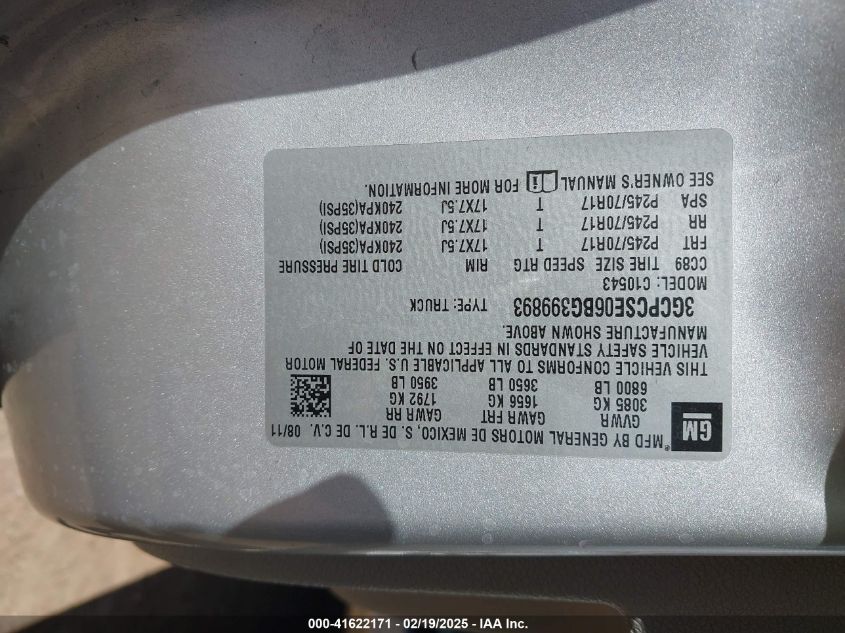 GM
MFD BY GENERAL MOTORS DE MEXICO, S. DE R.L. DE C.V. 08/11
GVWR GAWR FRT GAWR RR
3085 KG 1656 KG 1792 KG
6800 LB 3650 LB 3950 LB
THIS VEHICLE CONFORMS TO ALL APPLICABLE U.S. FEDERAL MOTOR
VEHICLE SAFETY STANDARDS IN EFFECT ON THE DATE OF
MANUFACTURE SHOWN ABOVE.
3GCPCSE06BG399893 TYPE: TRUCK
MODEL: C10543
CC89 TIRE SIZE SPEED RTG RIM COLD TIRE PRESSURE
FRT P245/70R17 T 17X7.5J 240KPA(35PSI)
RR P245/70R17 T 17X7.5J 240KPA(35PSI)
SPA P245/70R17 T 17X7.5J 240KPA(35PSI)
SEE OWNER'S MANUAL FOR MORE INFORMATION.
000-41622171 - 02/19/2025 - IAA Inc.